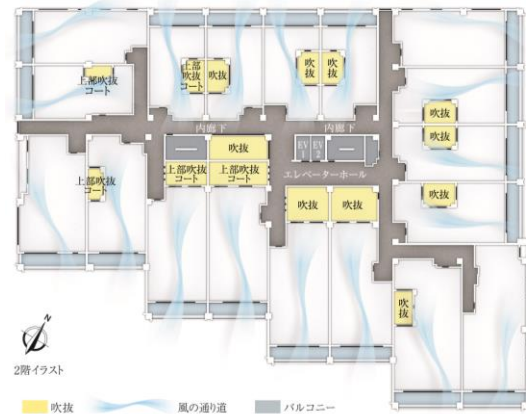 上部吹抜
コート
上部
吹抜
コート
吹抜
吹
抜
吹
抜
吹抜
吹抜
吹抜
内廊下
内廊下
吹抜
EV
1
EV
2
上部吹抜
コート
上部吹抜
コート
上部吹抜
コート
エレベーターホール
吹抜
吹抜
吹
抜
N
2階イラスト
吹抜
風の通り道
バルコニー